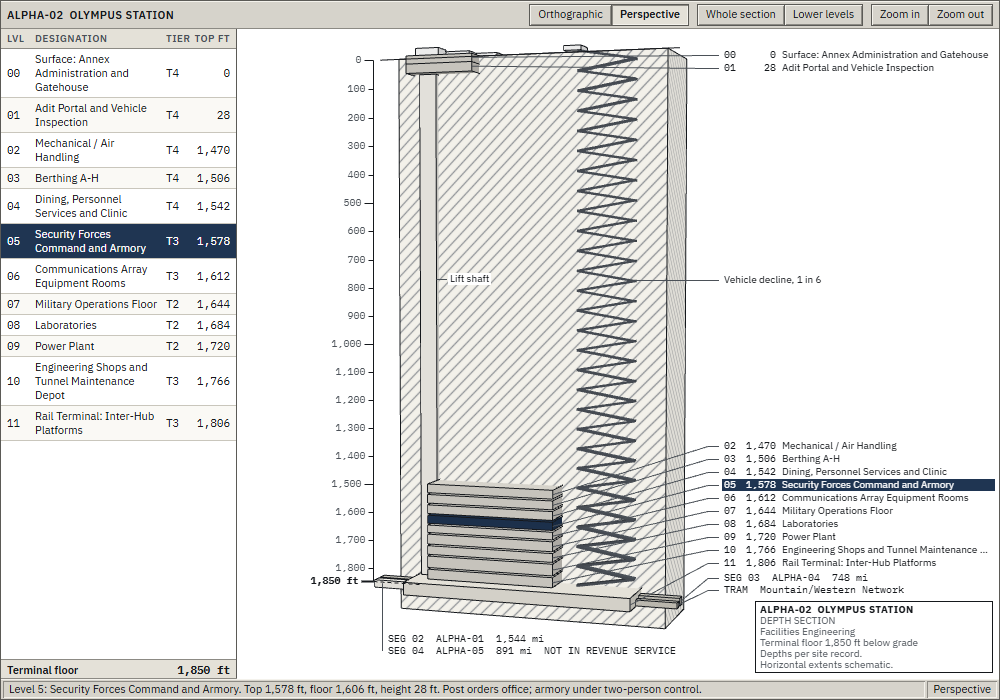 ALPHA-02 OLYMPUS STATION
Orthographic Perspective Whole section Lower levels Zoom in Zoom out
LVL DESIGNATION TIER TOP FT
00 Surface: Annex Administration and Gatehouse T4 0
01 Adit Portal and Vehicle Inspection T4 28
02 Mechanical / Air Handling T4 1,470
03 Berthing A-H T4 1,506
04 Dining, Personnel Services and Clinic T4 1,542
05 Security Forces Command and Armory T3 1,578
06 Communications Array Equipment Rooms T3 1,612
07 Military Operations Floor T2 1,644
08 Laboratories T2 1,684
09 Power Plant T2 1,720
10 Engineering Shops and Tunnel Maintenance Depot T3 1,766
11 Rail Terminal: Inter-Hub Platforms T3 1,806
Terminal floor 1,850 ft
0
100
200
300
400
500
600
700
800
900
1,000
1,100
1,200
1,300
1,400
1,500
1,600
1,700
1,800
1,850 ft
Lift shaft
00 0 Surface: Annex Administration and Gatehouse
01 28 Adit Portal and Vehicle Inspection
Vehicle decline, 1 in 6
02 1,470 Mechanical / Air Handling
03 1,506 Berthing A-H
04 1,542 Dining, Personnel Services and Clinic
05 1,578 Security Forces Command and Armory
06 1,612 Communications Array Equipment Rooms
07 1,644 Military Operations Floor
08 1,684 Laboratories
09 1,720 Power Plant
10 1,766 Engineering Shops and Tunnel Maintenance ...
11 1,806 Rail Terminal: Inter-Hub Platforms
SEG 03 ALPHA-04 748 mi
TRAM Mountain/Western Network
SEG 02 ALPHA-01 1,544 mi
SEG 04 ALPHA-05 891 mi NOT IN REVENUE SERVICE
ALPHA-02 OLYMPUS STATION
DEPTH SECTION
Facilities Engineering
Terminal floor 1,850 ft below grade
Depths per site record.
Horizontal extents schematic.
Level 5: Security Forces Command and Armory. Top 1,578 ft, floor 1,606 ft, height 28 ft. Post orders office; armory under two-person control.
Perspective